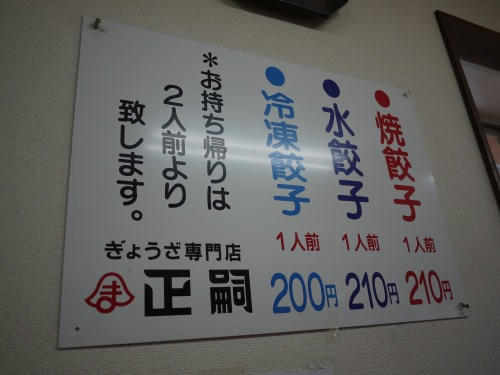 ●焼餃子
1人前
210円
●水餃子
1人前
210円
●冷凍餃子
1人前
200円
*お持ち帰りは
2人前より
致します。
ぎょうざ専門店
ま
正嗣